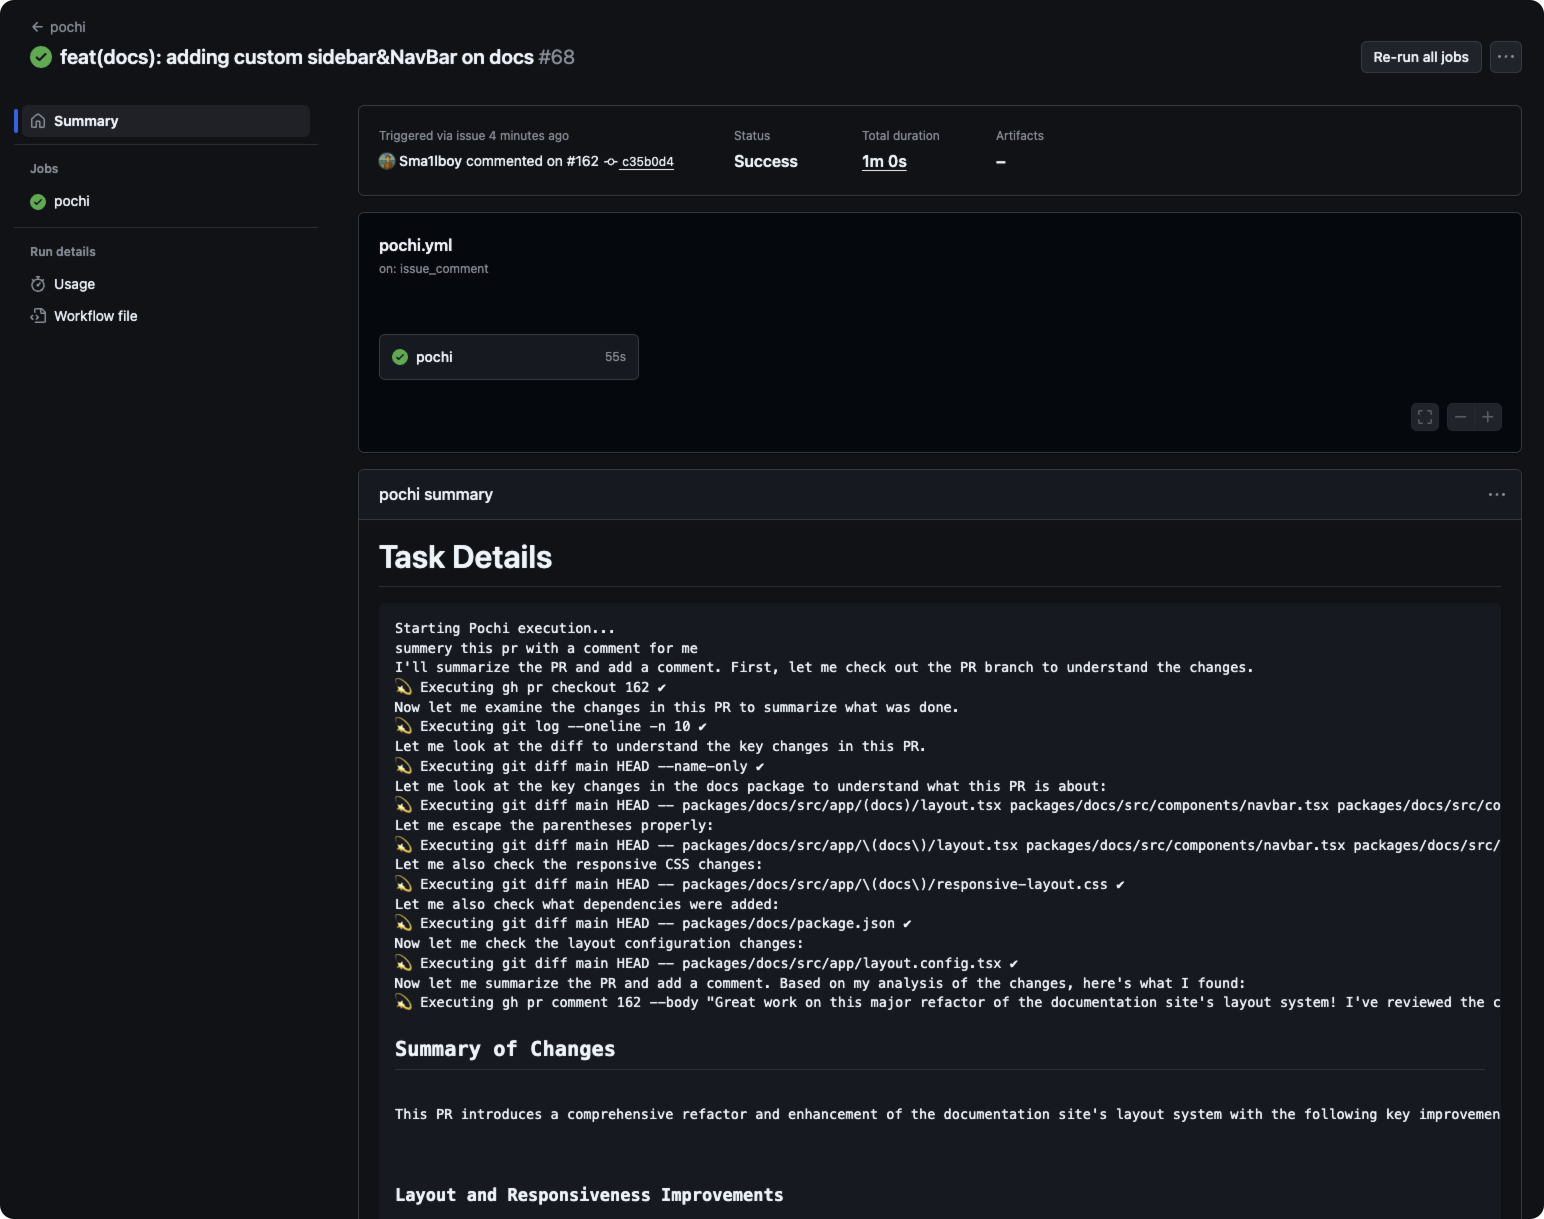 pochi
feat(docs): adding custom sidebar&NavBar on docs #68
Re-run all jobs
Summary
Jobs
pochi
Run details
Usage
Workflow file
Triggered via issue 4 minutes ago
Sma1lboy commented on #162 c35b0d4
Status
Success
Total duration
1m 0s
Artifacts
–
pochi.yml
on: issue_comment
pochi 55s
pochi summary
Task Details
Starting Pochi execution...
summery this pr with a comment for me
I'll summarize the PR and add a comment. First, let me check out the PR branch to understand the changes.
💫 Executing gh pr checkout 162 ✔
Now let me examine the changes in this PR to summarize what was done.
💫 Executing git log --oneline -n 10 ✔
Let me look at the diff to understand the key changes in this PR.
💫 Executing git diff main HEAD --name-only ✔
Let me look at the key changes in the docs package to understand what this PR is about:
💫 Executing git diff main HEAD -- packages/docs/src/app/(docs)/layout.tsx packages/docs/src/components/navbar.tsx packages/docs/src/co
Let me escape the parentheses properly:
💫 Executing git diff main HEAD -- packages/docs/src/app/\(docs\)/layout.tsx packages/docs/src/components/navbar.tsx packages/docs/src/
Let me also check the responsive CSS changes:
💫 Executing git diff main HEAD -- packages/docs/src/app/\(docs\)/responsive-layout.css ✔
Let me also check what dependencies were added:
💫 Executing git diff main HEAD -- packages/docs/package.json ✔
Now let me check the layout configuration changes:
💫 Executing git diff main HEAD -- packages/docs/src/app/layout.config.tsx ✔
Now let me summarize the PR and add a comment. Based on my analysis of the changes, here's what I found:
💫 Executing gh pr comment 162 --body "Great work on this major refactor of the documentation site's layout system! I've reviewed the c
Summary of Changes
This PR introduces a comprehensive refactor and enhancement of the documentation site's layout system with the following key improvemen
Layout and Responsiveness Improvements